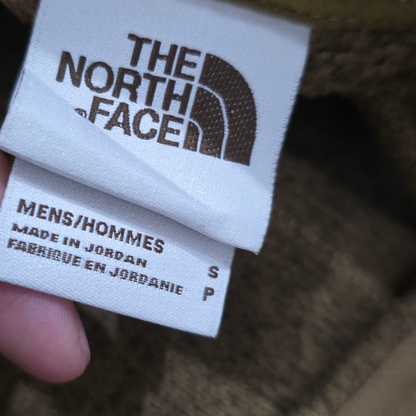 THE
NORTH
FACE
MENS/HOMMES
MADE IN JORDAN S
FABRIQUE EN JORDANIE P